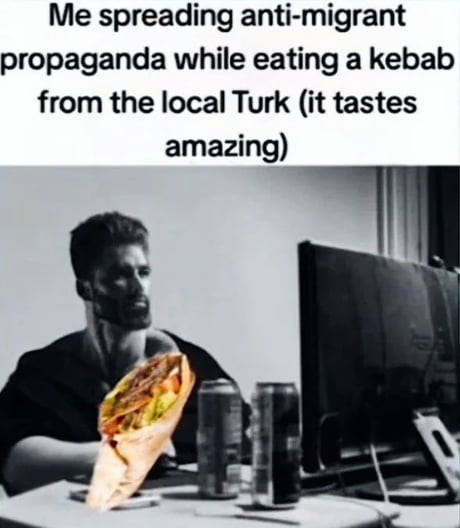 Me spreading anti-migrant
propaganda while eating a kebab
from the local Turk (it tastes
amazing)